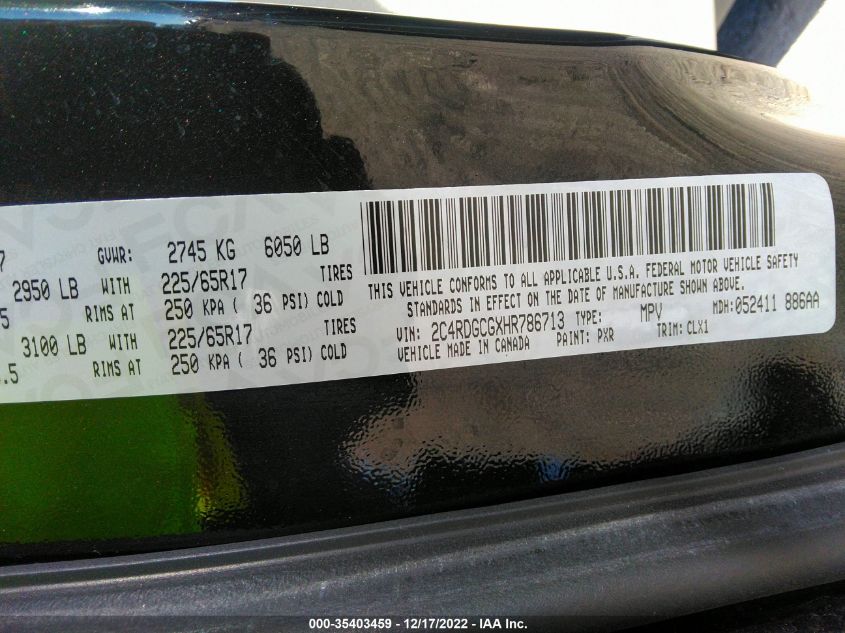 7 GVWR: 2745 KG 6050 LB
2950 LB WITH 225/65R17 TIRES
5 RIMS AT 250 KPA ( 36 PSI) COLD
3100 LB WITH 225/65R17 TIRES
.5 RIMS AT 250 KPA ( 36 PSI) COLD
THIS VEHICLE CONFORMS TO ALL APPLICABLE U.S.A. FEDERAL MOTOR VEHICLE SAFETY
STANDARDS IN EFFECT ON THE DATE OF MANUFACTURE SHOWN ABOVE.
VIN: 2C4RDGCGXHR786713 TYPE: MPV MDH: 052411 886AA
VEHICLE MADE IN CANADA PAINT: PXR TRIM: CLX1
000-35403459 - 12/17/2022 - IAA Inc.